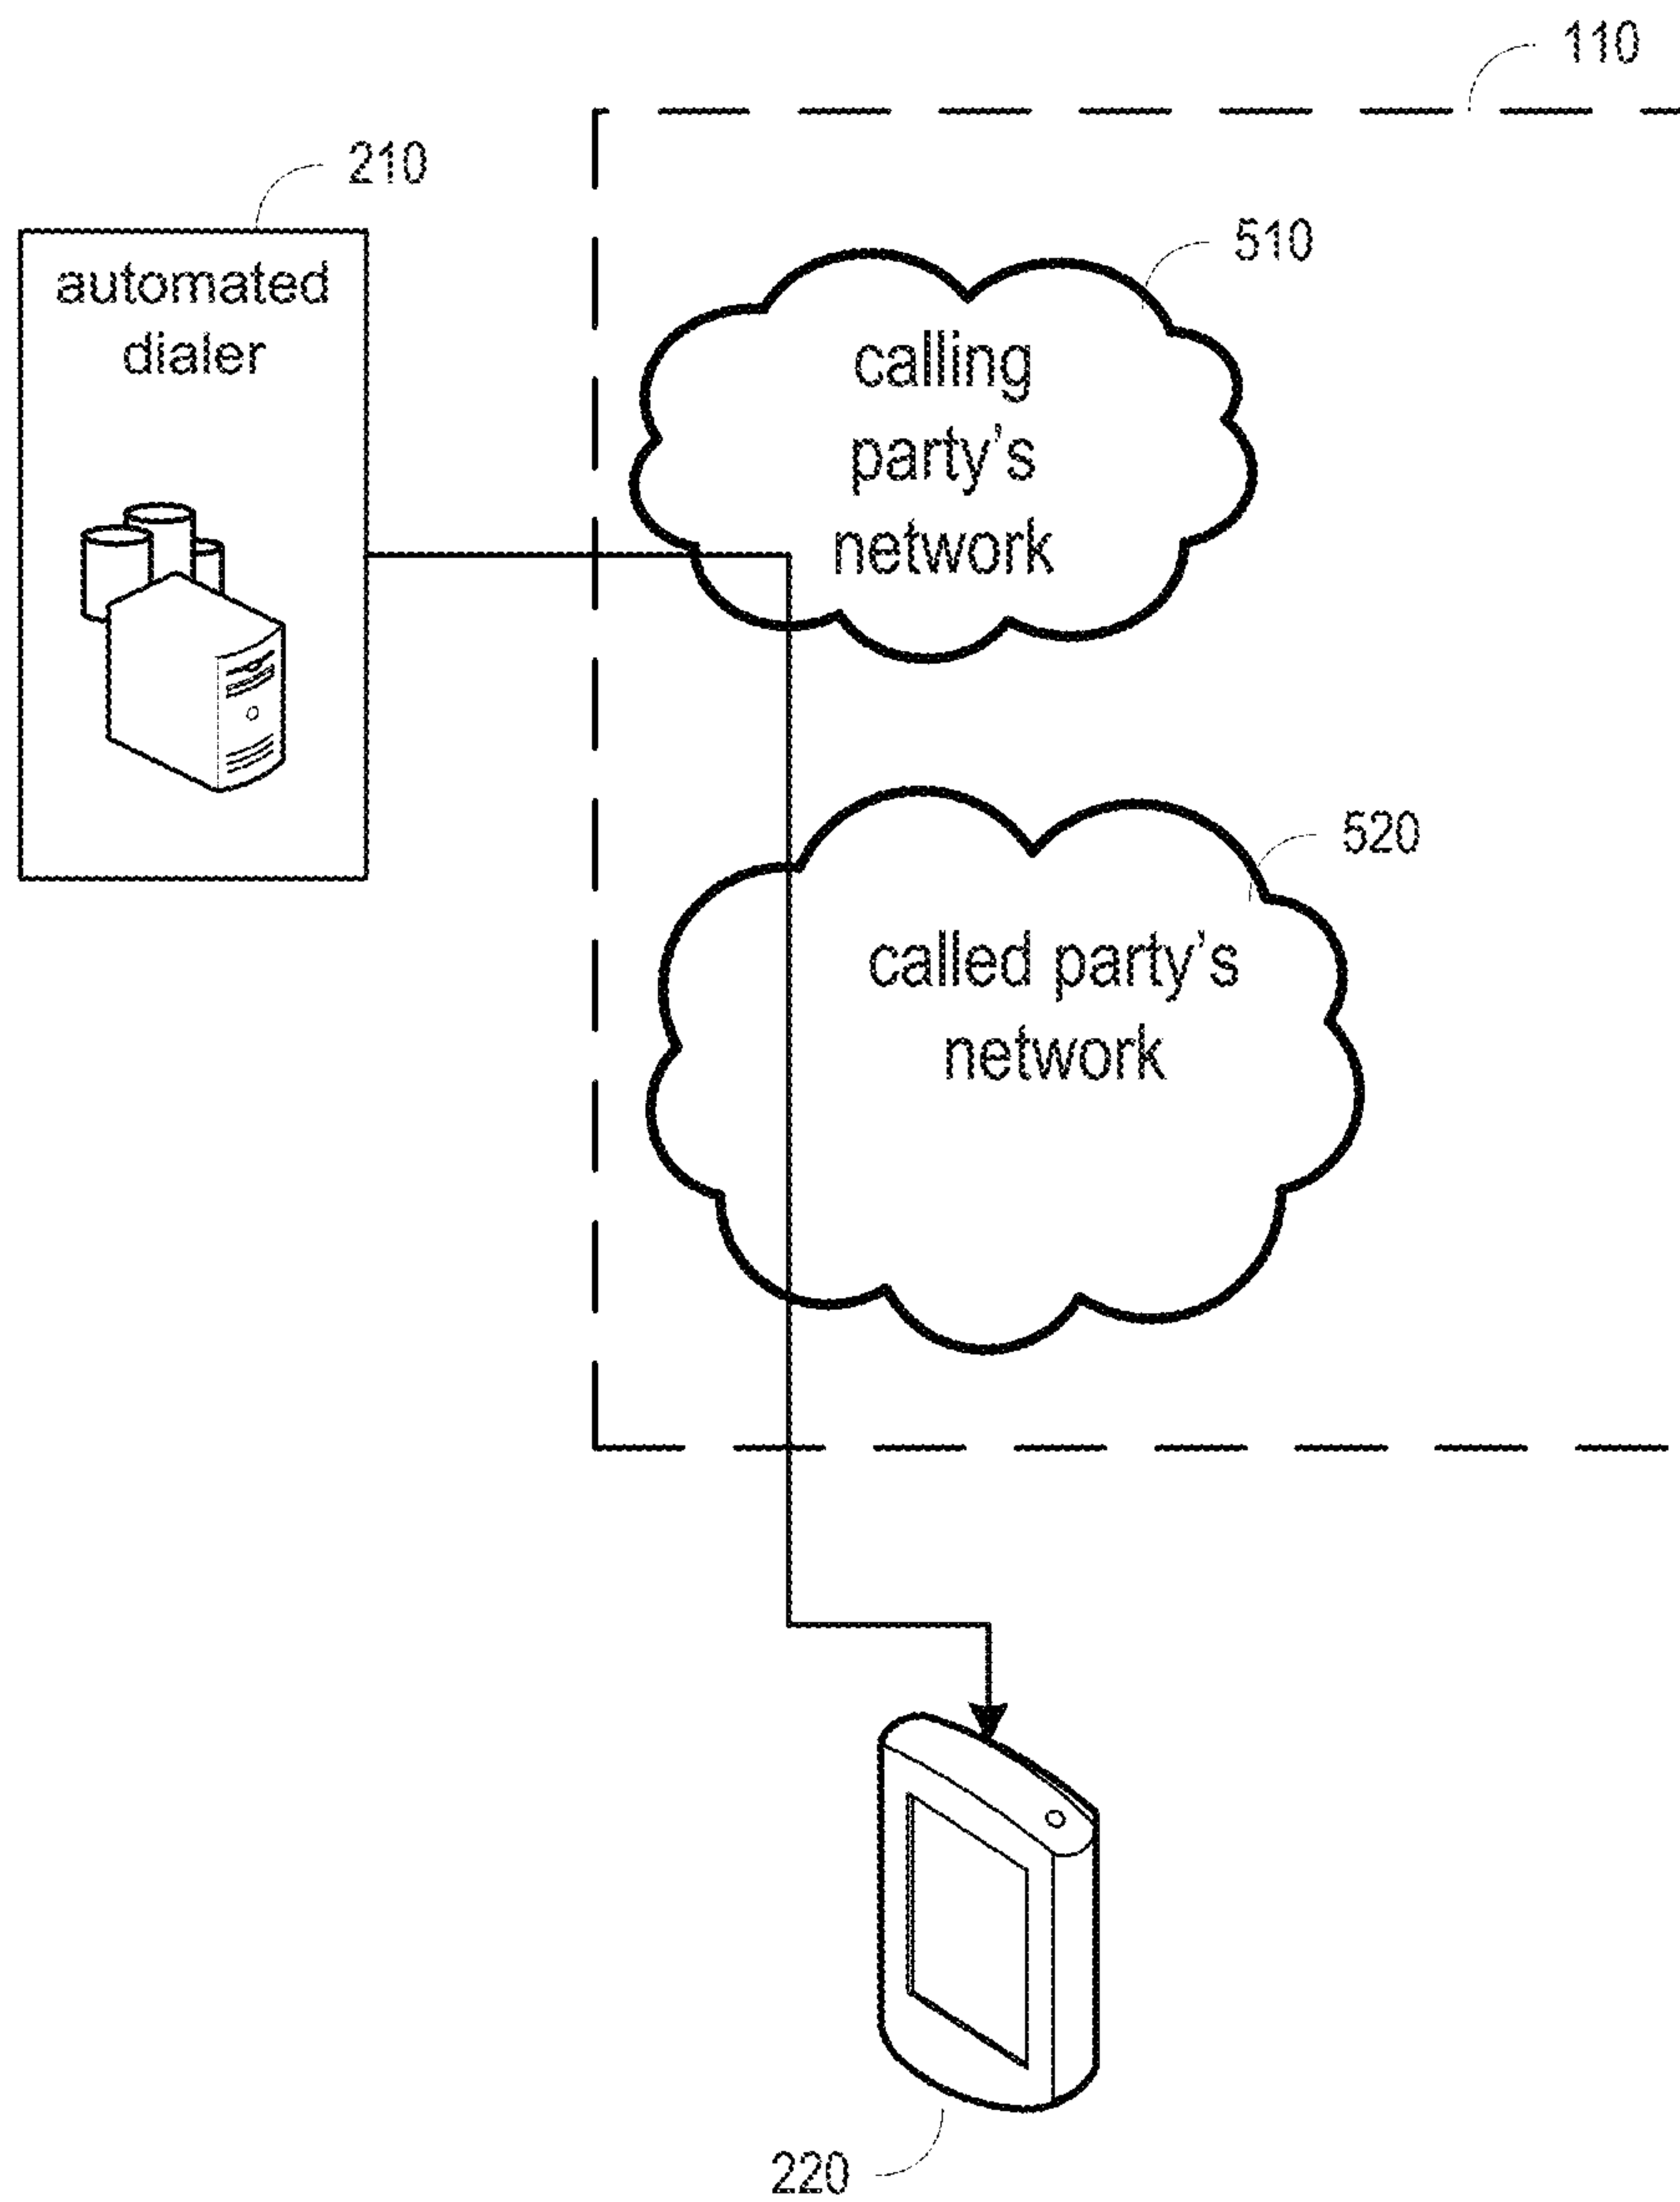 110
210
automated
dialer
510
calling
party's
network
520
called party's
network
220